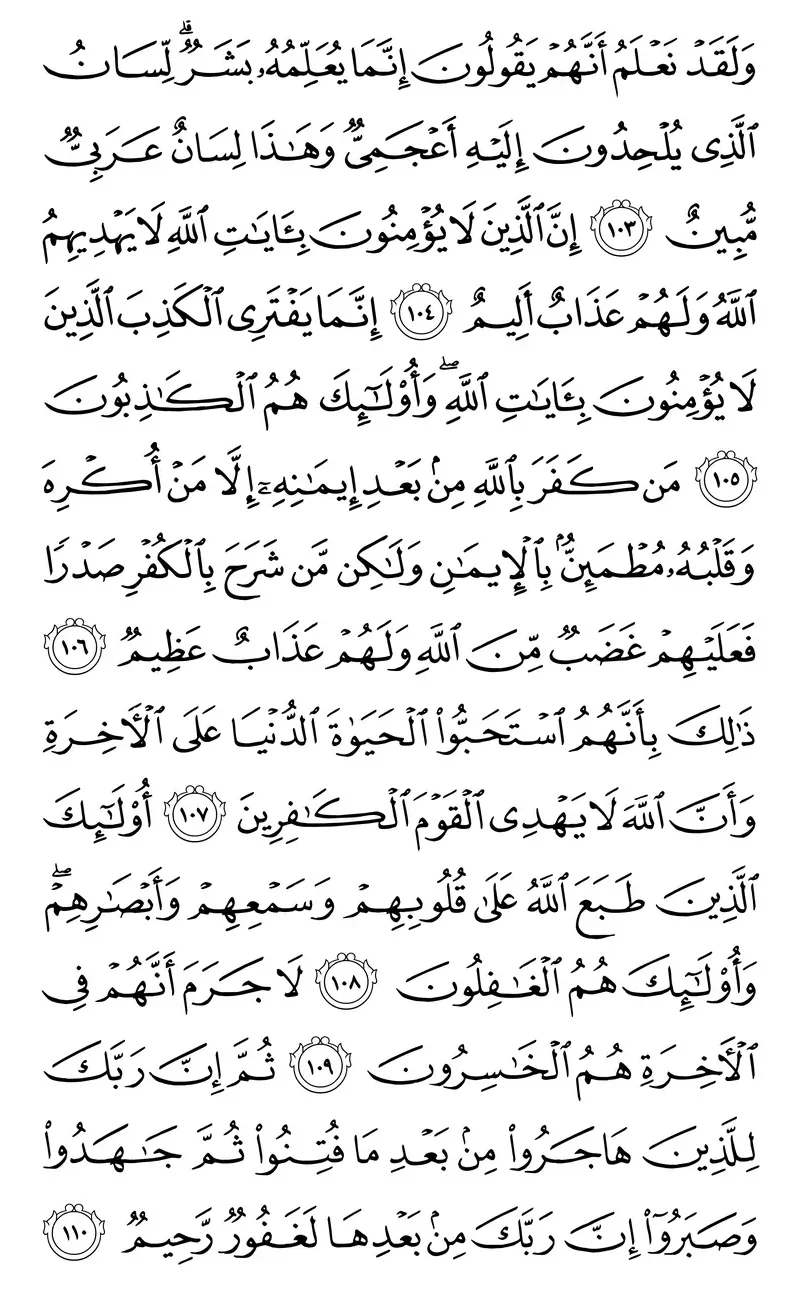 وَلَقَدۡ نَعۡلَمُ أَنَّهُمۡ يَقُولُونَ إِنَّمَا يُعَلِّمُهُۥ بَشَرٞۗ لِّسَانُ
ٱلَّذِي يُلۡحِدُونَ إِلَيۡهِ أَعۡجَمِيّٞ وَهَٰذَا لِسَانٌ عَرَبِيّٞ
مُّبِينٌ ١٠٣ إِنَّ ٱلَّذِينَ لَا يُؤۡمِنُونَ بِـَٔايَٰتِ ٱللَّهِ لَا يَهۡدِيهِمُ
ٱللَّهُ وَلَهُمۡ عَذَابٌ أَلِيمٌ ١٠٤ إِنَّمَا يَفۡتَرِي ٱلۡكَذِبَ ٱلَّذِينَ
لَا يُؤۡمِنُونَ بِـَٔايَٰتِ ٱللَّهِۖ وَأُوْلَٰٓئِكَ هُمُ ٱلۡكَٰذِبُونَ
١٠٥ مَن كَفَرَ بِٱللَّهِ مِنۢ بَعۡدِ إِيمَٰنِهِۦٓ إِلَّا مَنۡ أُكۡرِهَ
وَقَلۡبُهُۥ مُطۡمَئِنُّۢ بِٱلۡإِيمَٰنِ وَلَٰكِن مَّن شَرَحَ بِٱلۡكُفۡرِ صَدۡرٗا
فَعَلَيۡهِمۡ غَضَبٞ مِّنَ ٱللَّهِ وَلَهُمۡ عَذَابٌ عَظِيمٞ ١٠٦
ذَٰلِكَ بِأَنَّهُمُ ٱسۡتَحَبُّواْ ٱلۡحَيَوٰةَ ٱلدُّنۡيَا عَلَى ٱلۡأٓخِرَةِ
وَأَنَّ ٱللَّهَ لَا يَهۡدِي ٱلۡقَوۡمَ ٱلۡكَٰفِرِينَ ١٠٧ أُوْلَٰٓئِكَ
ٱلَّذِينَ طَبَعَ ٱللَّهُ عَلَىٰ قُلُوبِهِمۡ وَسَمۡعِهِمۡ وَأَبۡصَٰرِهِمۡۖ
وَأُوْلَٰٓئِكَ هُمُ ٱلۡغَٰفِلُونَ ١٠٨ لَا جَرَمَ أَنَّهُمۡ فِي
ٱلۡأٓخِرَةِ هُمُ ٱلۡخَٰسِرُونَ ١٠٩ ثُمَّ إِنَّ رَبَّكَ
لِلَّذِينَ هَاجَرُواْ مِنۢ بَعۡدِ مَا فُتِنُواْ ثُمَّ جَٰهَدُواْ
وَصَبَرُوٓاْ إِنَّ رَبَّكَ مِنۢ بَعۡدِهَا لَغَفُورٞ رَّحِيمٞ ١١٠